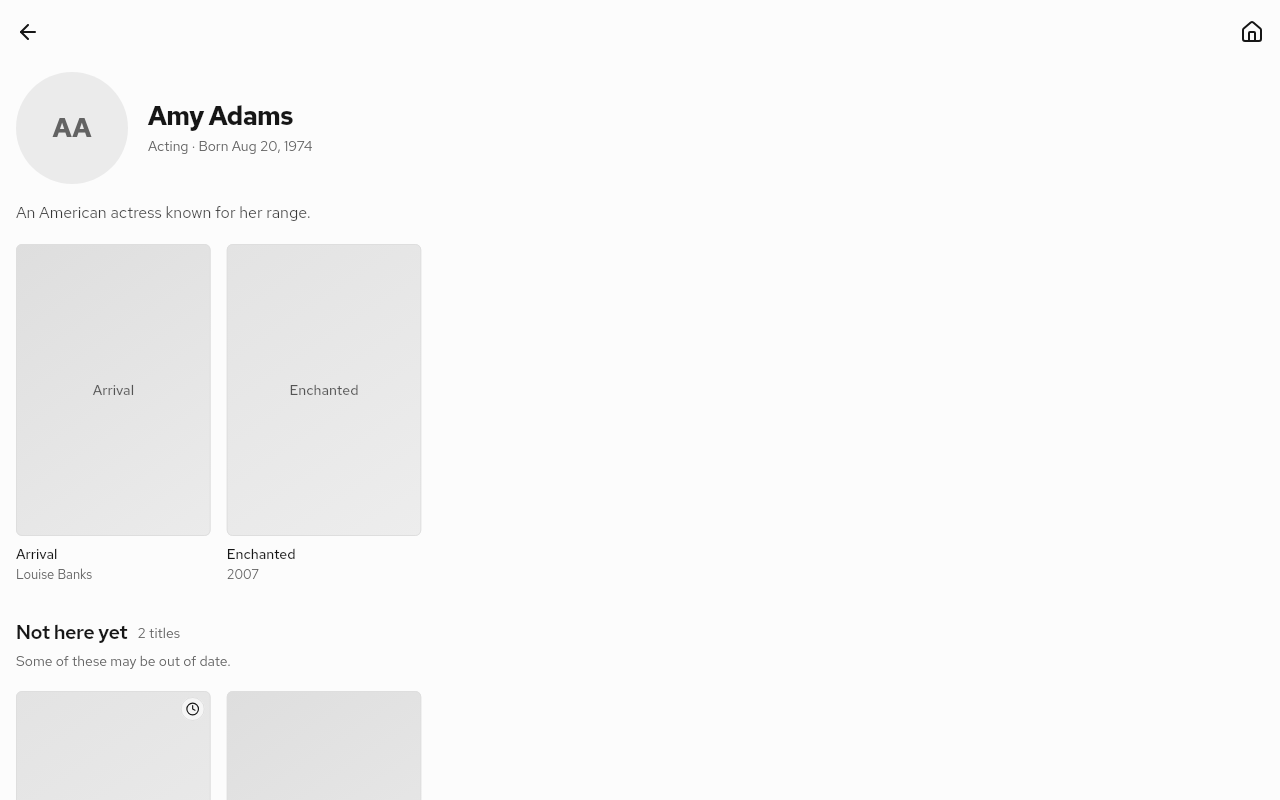 AA
Amy Adams
Acting · Born Aug 20, 1974
An American actress known for her range.
Arrival
Enchanted
Arrival
Louise Banks
Enchanted
2007
Not here yet 2 titles
Some of these may be out of date.